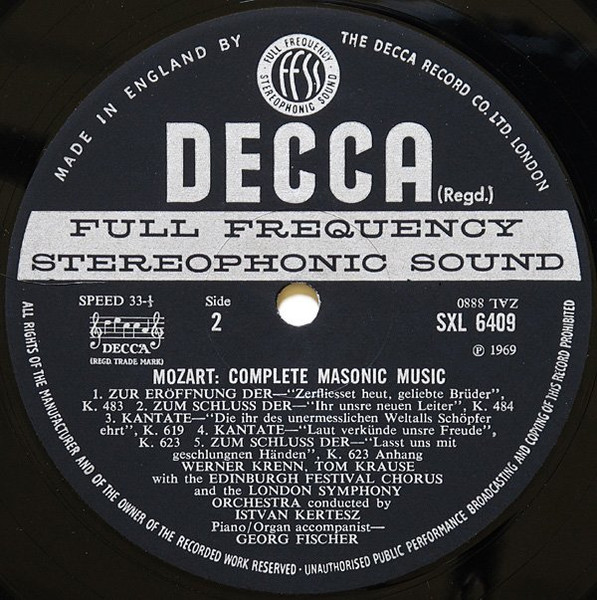 MADE IN ENGLAND BY THE DECCA RECORD CO. LTD. LONDON
FULL FREQUENCY
FFSS
STEREOPHONIC SOUND
DECCA (Regd.)
FULL FREQUENCY
STEREOPHONIC SOUND
SPEED 33-⅓
Side
2
ZAL 8880
SXL 6409
DECCA
(REGD. TRADE MARK)
Ⓟ 1969
MOZART: COMPLETE MASONIC MUSIC
1. ZUR ERÖFFNUNG DER—"Zerfliesset heut, geliebte Brüder",
K. 483 2. ZUM SCHLUSS DER—"Ihr unsre neuen Leiter", K. 484
3. KANTATE—"Die ihr des unermesslichen Weltalls Schöpfer
ehrt", K. 619 4. KANTATE—"Laut verkünde unsre Freude",
K. 623 5. ZUM SCHLUSS DER—"Lasst uns mit
geschlungnen Händen", K. 623 Anhang
WERNER KRENN, TOM KRAUSE
with the EDINBURGH FESTIVAL CHORUS
and the LONDON SYMPHONY
ORCHESTRA conducted by
ISTVAN KERTESZ
Piano/Organ accompanist—
GEORG FISCHER
ALL RIGHTS OF THE MANUFACTURER AND OF THE OWNER OF THE RECORDED WORK RESERVED · UNAUTHORISED PUBLIC PERFORMANCE BROADCASTING AND COPYING OF THIS RECORD PROHIBITED